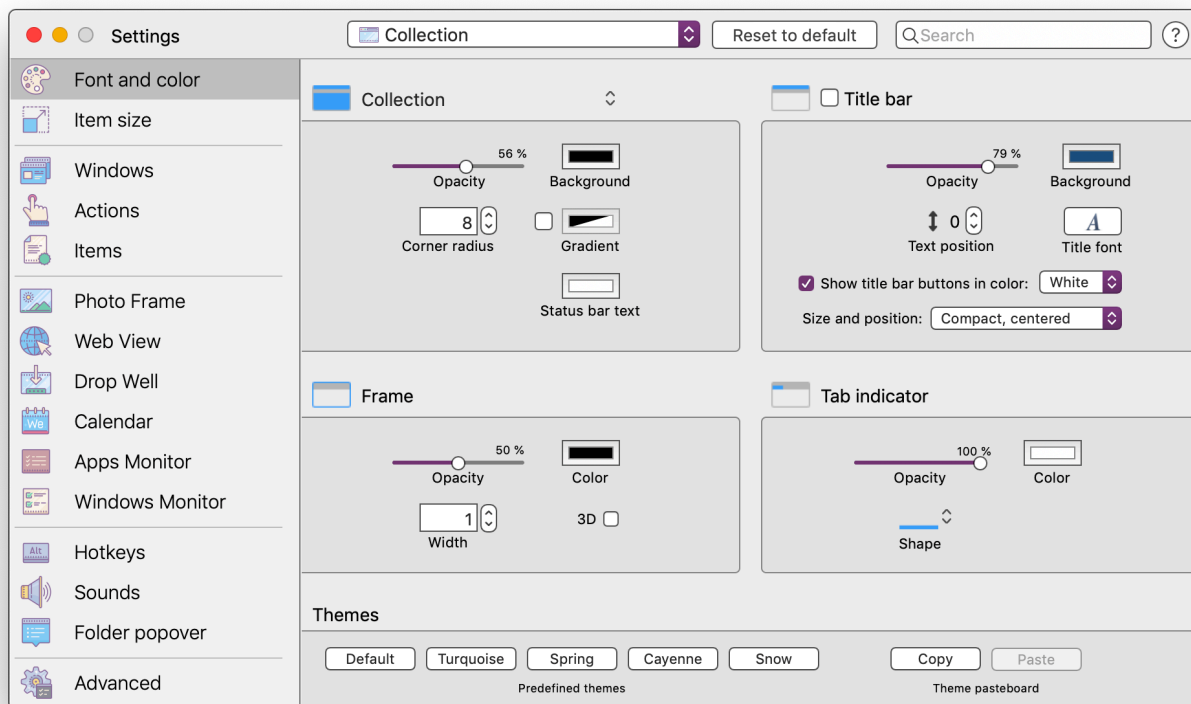 Settings
Collection
Reset to default
Search
?
Font and color
Item size
Windows
Actions
Items
Photo Frame
Web View
Drop Well
We
Calendar
Apps Monitor
Windows Monitor
Alt
Hotkeys
Sounds
Folder popover
Advanced
Collection
56 %
Opacity
Background
8
Corner radius
Gradient
Status bar text
Title bar
79 %
Opacity
Background
0
A
Text position
Title font
Show title bar buttons in color: White
Size and position: Compact, centered
Frame
50 %
Opacity
Color
1
3D
Width
Tab indicator
100 %
Opacity
Color
Shape
Themes
Default
Turquoise
Spring
Cayenne
Snow
Predefined themes
Copy
Paste
Theme pasteboard